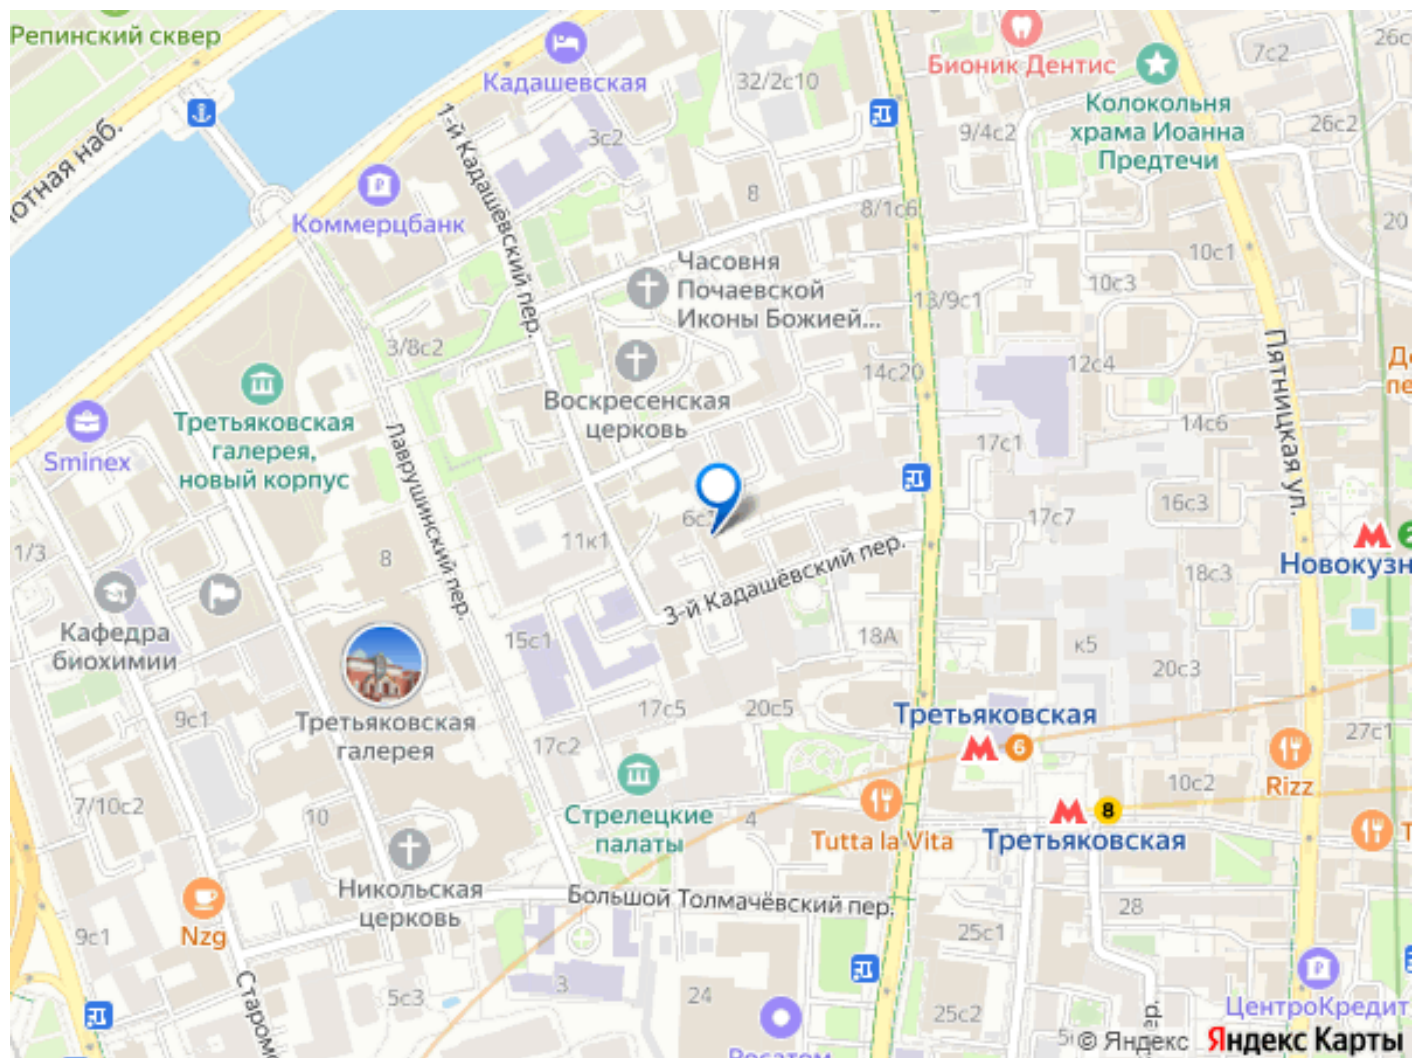 Репинский сквер
Кадашевская
32/2с10
Бионик Дентис
7с2
26с
Колокольня
храма Иоанна
Предтечи
9/4с2
26с2
отная наб.
1-й Кадашёвский пер.
3с2
Коммерцбанк
8
8/1с6
20
10с1
Часовня
Почаевской
Иконы Божией...
10с3
13/9с1
3/8с2
Воскресенская
церковь
14с20
12с4
Пятницкая ул.
Третьяковская
галерея,
новый корпус
Sminex
Лаврушинский пер.
17с1
14с6
16с3
17с7
11к1
1/3
8
3-й Кадашёвский пер.
Новокузн
18с3
Кафедра
биохимии
15с1
18А
к5
20с3
Третьяковская
галерея
9с1
17с5
20с5
17с2
Третьяковская
6
27с1
Rizz
10с2
7/10с2
10
Стрелецкие
палаты
4
Tutta la Vita
8
Третьяковская
Никольская
церковь
Большой Толмачёвский пер.
28
Nzg
9с1
25с1
3
5с3
24
25с2
ЦентроКредит
Росатом
© Яндекс
Яндекс Карты